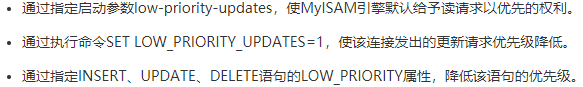 通过指定启动参数low-priority-updates，使MyISAM引擎默认给予读请求以优先的权利。
通过执行命令SET LOW_PRIORITY_UPDATES=1，使该连接发出的更新请求优先级降低。
通过指定INSERT、UPDATE、DELETE语句的LOW_PRIORITY属性，降低该语句的优先级。